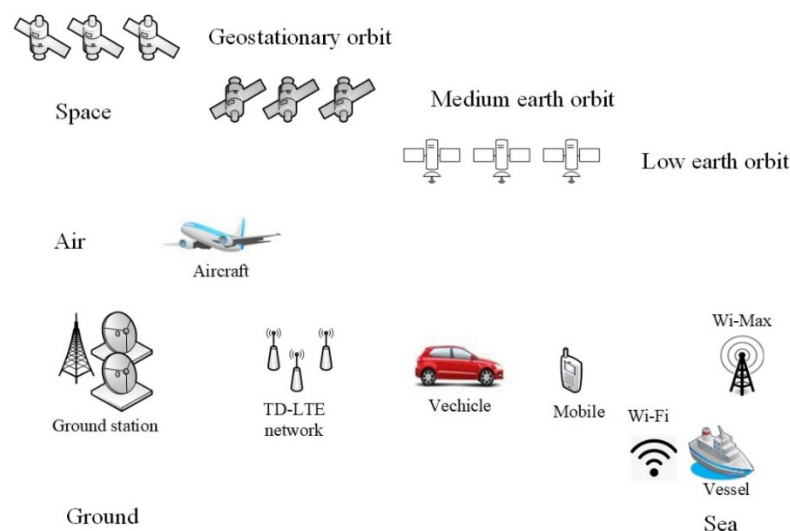 Geostationary orbit
Space
Medium earth orbit
Low earth orbit
Air
Aircraft
Wi-Max
Ground station
TD-LTE
network
Vechicle
Mobile
Wi-Fi
Vessel
Ground
Sea